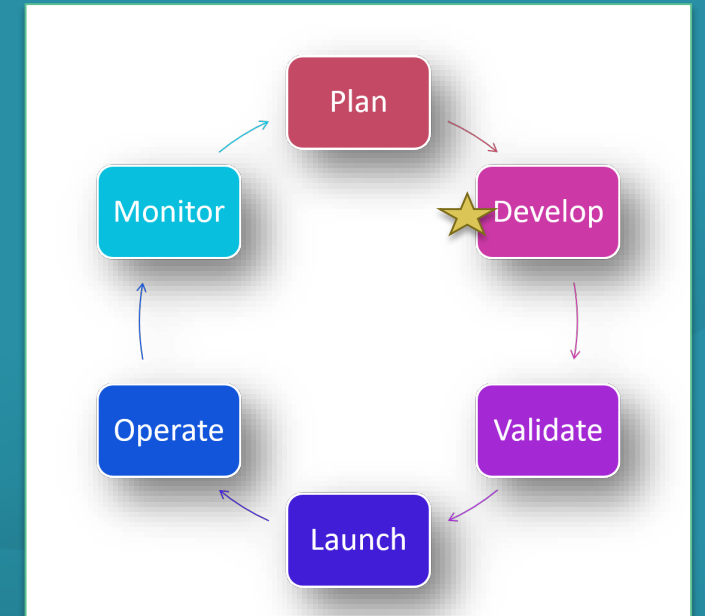 Plan
Develop
Validate
Launch
Operate
Monitor